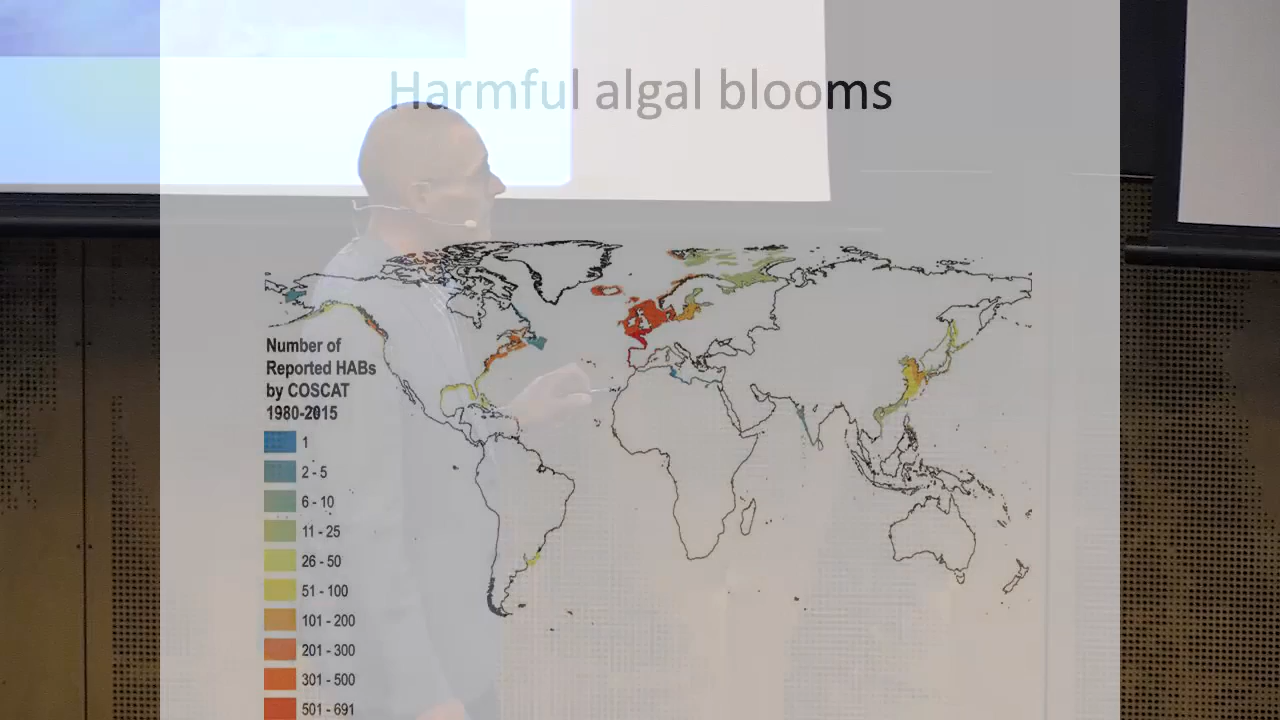 Harmful algal blooms
Number of
Reported HABs
by COSCAT
1980-2015
1
2 - 5
6 - 10
11 - 25
26 - 50
51 - 100
101 - 200
201 - 300
301 - 500
501 - 691